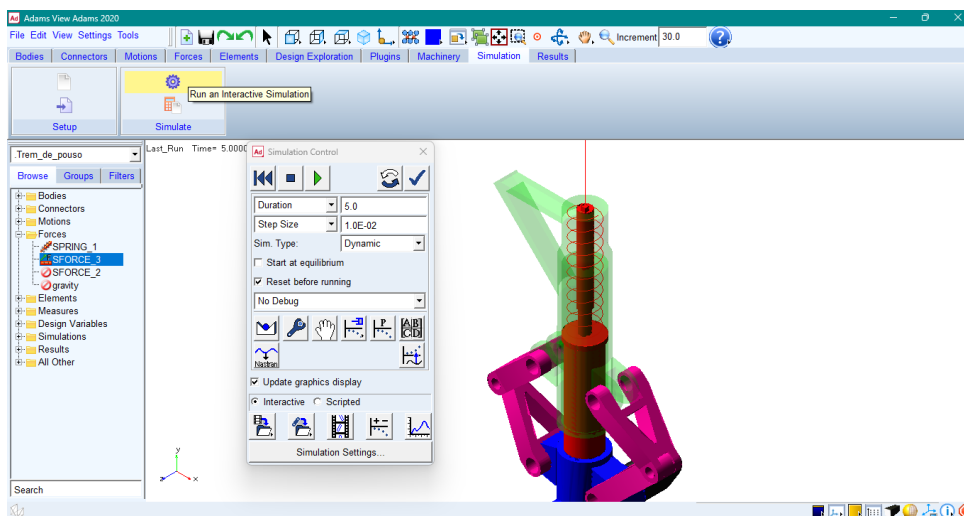 Ad Adams View Adams 2020
File Edit View Settings Tools
Increment 30.0
Bodies Connectors Motions Forces Elements Design Exploration Plugins Machinery Simulation Results
Run an Interactive Simulation
Setup Simulate
.Trem_de_pouso
Last_Run Time= 5.0000
Browse Groups Filters
Bodies
Connectors
Motions
Forces
SPRING_1
SFORCE_3
SFORCE_2
gravity
Elements
Measures
Design Variables
Simulations
Results
All Other
Search
Ad Simulation Control
Duration 5.0
Step Size 1.0E-02
Sim. Type: Dynamic
Start at equilibrium
Reset before running
No Debug
P
A B
C D
Nastran
Update graphics display
Interactive Scripted
Simulation Settings...
y
x